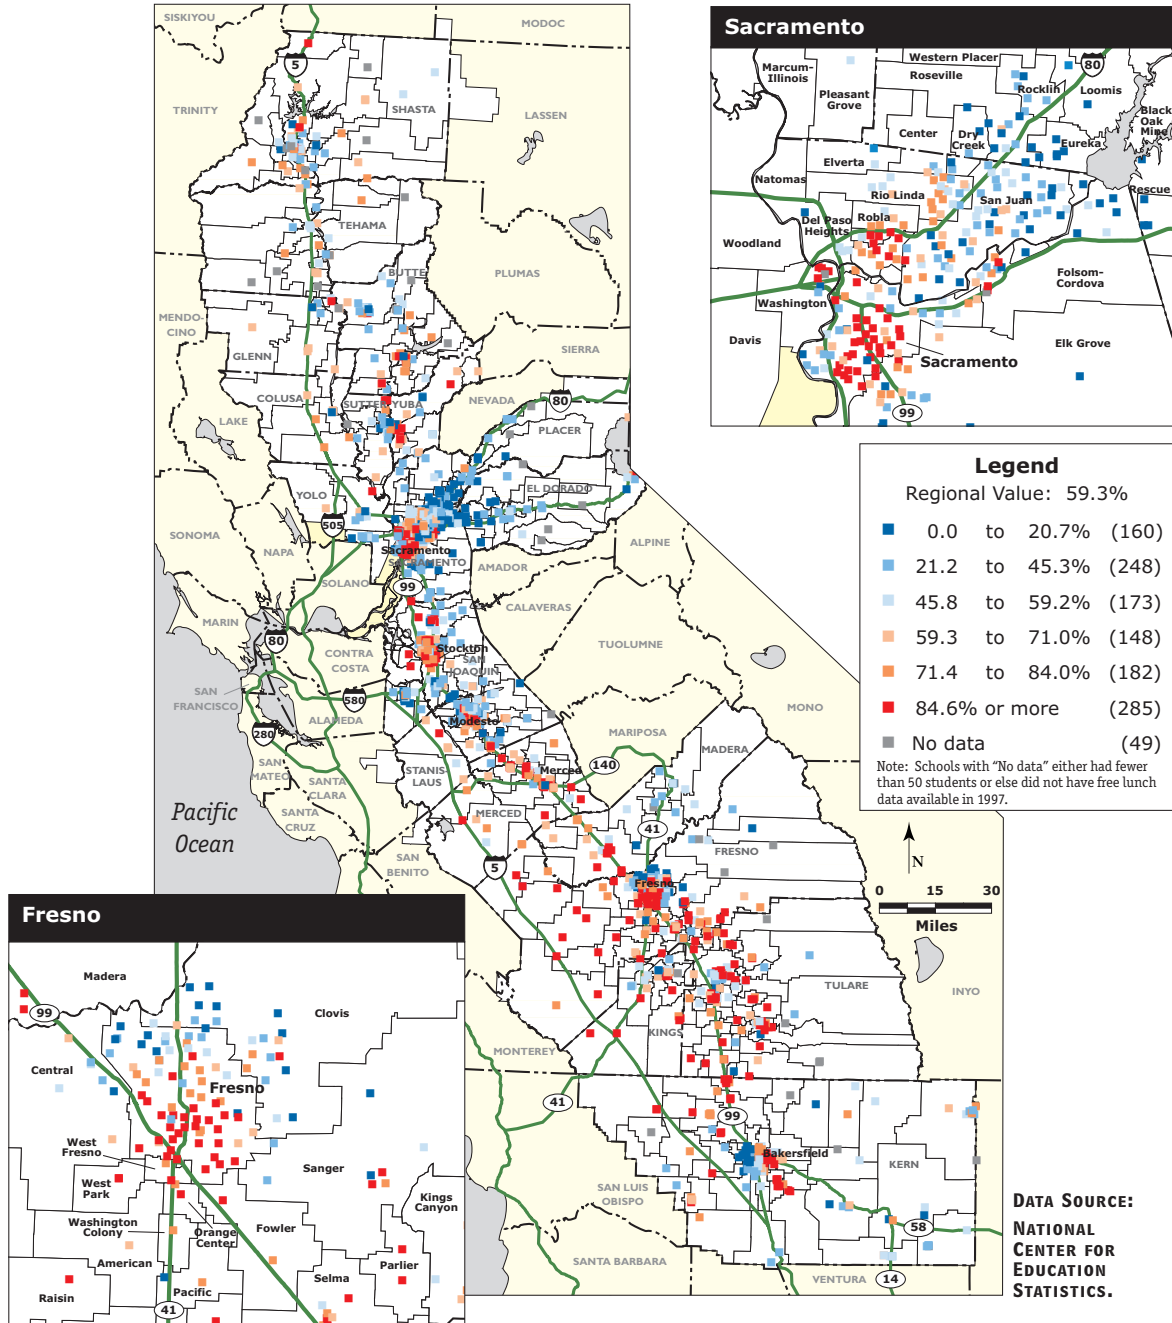 SISKIYOU
MODOC
5
TRINITY
SHASTA
LASSEN
TEHAMA
BUTTE
PLUMAS
MENDO-
CINO
GLENN
SIERRA
COLUSA
SUTTER
YUBA
NEVADA
80
LAKE
PLACER
YOLO
EL DORADO
505
SONOMA
NAPA
Sacramento
SACRAMENTO
ALPINE
SOLANO
99
AMADOR
CALAVERAS
MARIN
80
TUOLUMNE
CONTRA
COSTA
Stockton
SAN
JOAQUIN
SAN
FRANCISCO
580
ALAMEDA
Modesto
MONO
280
MARIPOSA
MADERA
SAN
MATEO
SANTA
CLARA
STANIS-
LAUS
Merced
140
SANTA
CRUZ
MERCED
41
Pacific
Ocean
SAN
BENITO
5
FRESNO
Fresno
TULARE
INYO
KINGS
MONTEREY
41
99
Bakersfield
KERN
SAN LUIS
OBISPO
58
SANTA BARBARA
VENTURA
14
Sacramento
Marcum-
Illinois
Western Placer
Roseville
80
Pleasant
Grove
Rocklin
Loomis
Black
Oak
Mine
Center
Dry
Creek
Eureka
Elverta
Natomas
Rio Linda
San Juan
Rescue
Del Paso
Heights
Robla
Woodland
Folsom-
Cordova
Washington
Davis
Elk Grove
Sacramento
99
Legend
Regional Value: 59.3%
0.0 to 20.7% (160)
21.2 to 45.3% (248)
45.8 to 59.2% (173)
59.3 to 71.0% (148)
71.4 to 84.0% (182)
84.6% or more (285)
No data (49)
Note: Schools with "No data" either had fewer
than 50 students or else did not have free lunch
data available in 1997.
N
0 15 30
Miles
Fresno
Madera
99
Clovis
Central
Fresno
West
Fresno
Sanger
West
Park
Kings
Canyon
Washington
Colony
Orange
Center
Fowler
American
Parlier
Selma
Raisin
Pacific
41
DATA SOURCE:
NATIONAL
CENTER FOR
EDUCATION
STATISTICS.